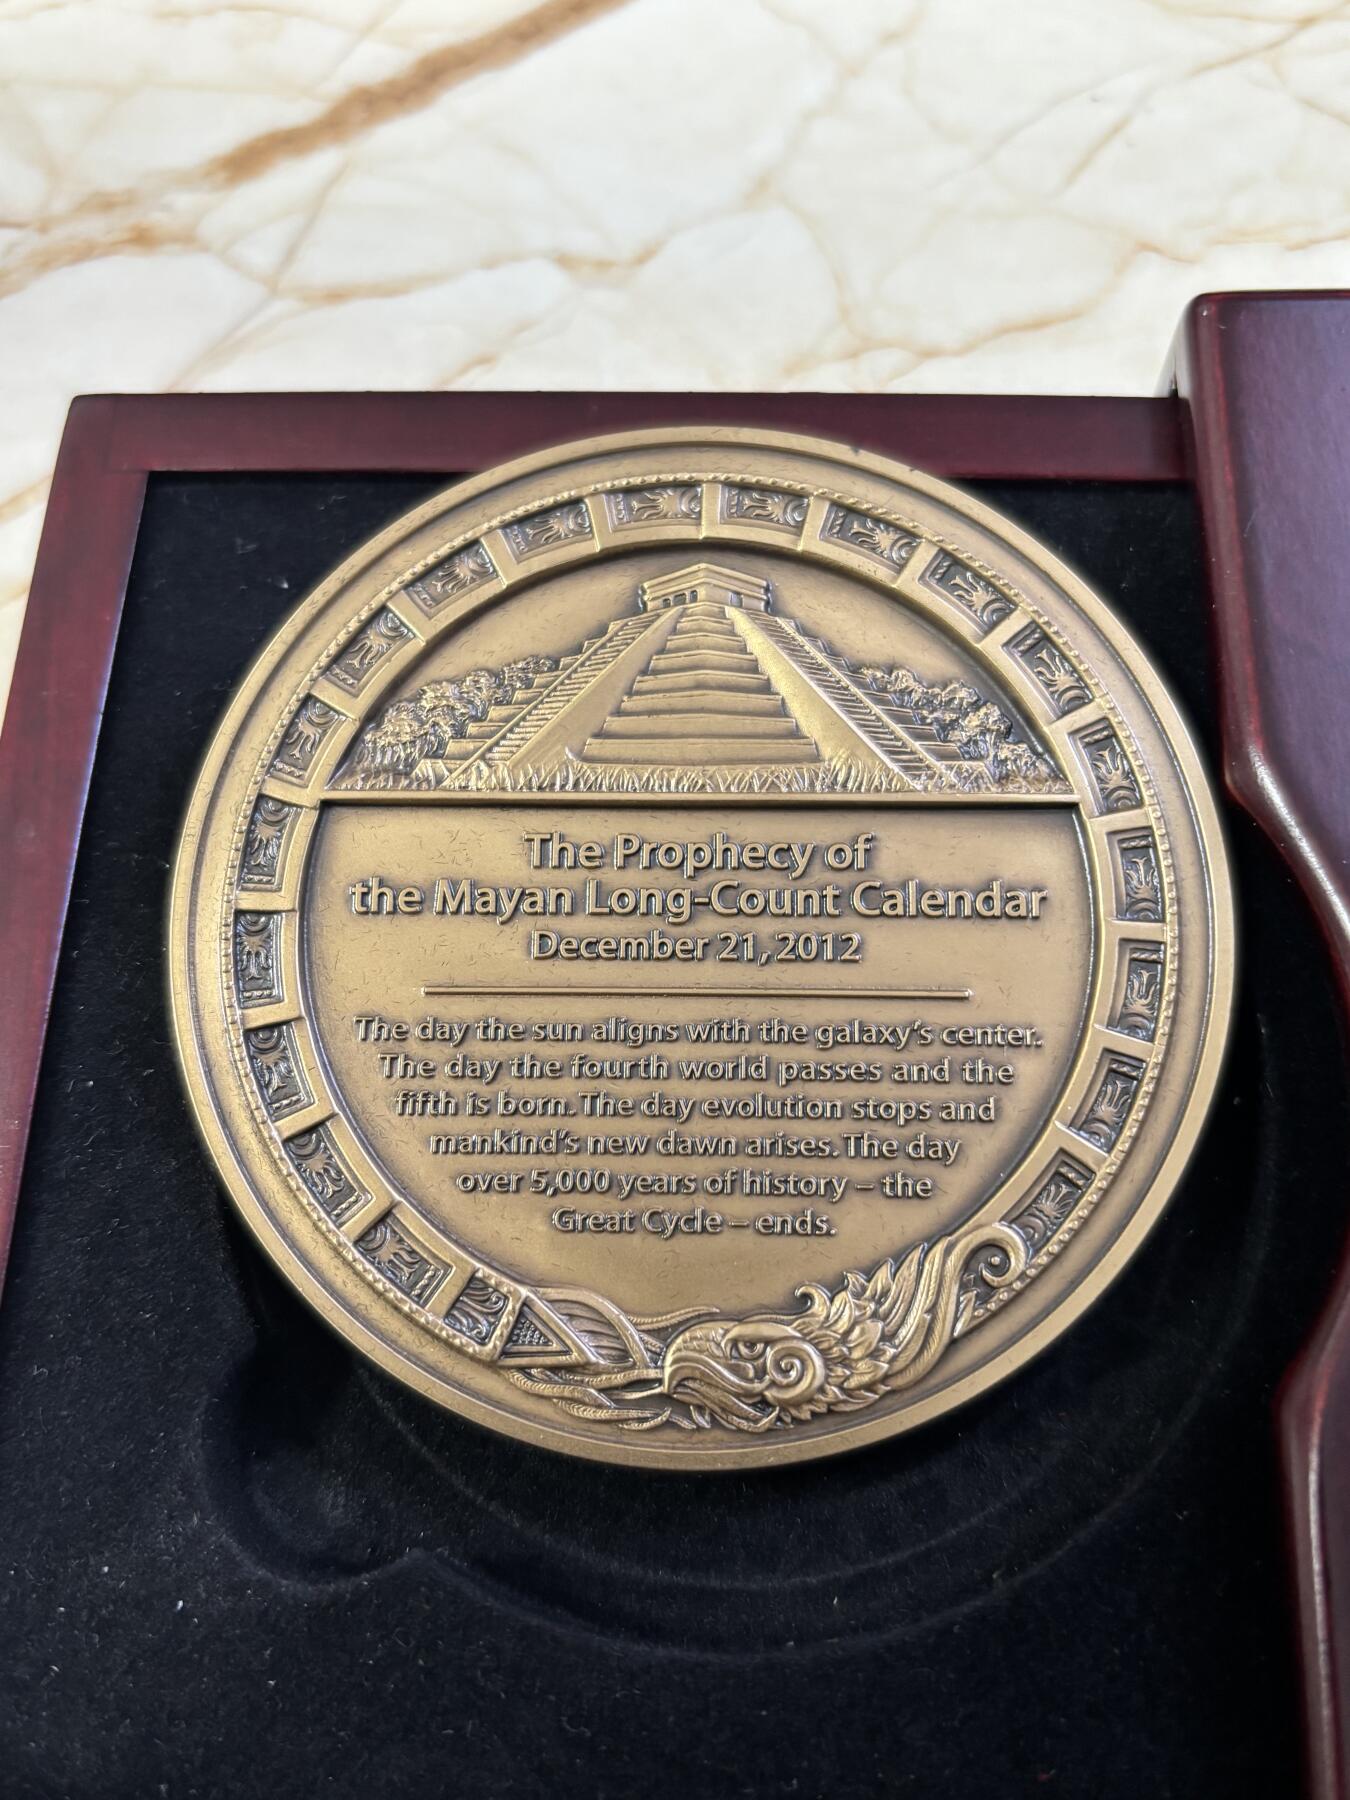 The Prophecy of
the Mayan Long-Count Calendar
December 21, 2012
The day the sun aligns with the galaxy's center.
The day the fourth world passes and the
fifth is born. The day evolution stops and
mankind's new dawn arises. The day
over 5,000 years of history – the
Great Cycle – ends.